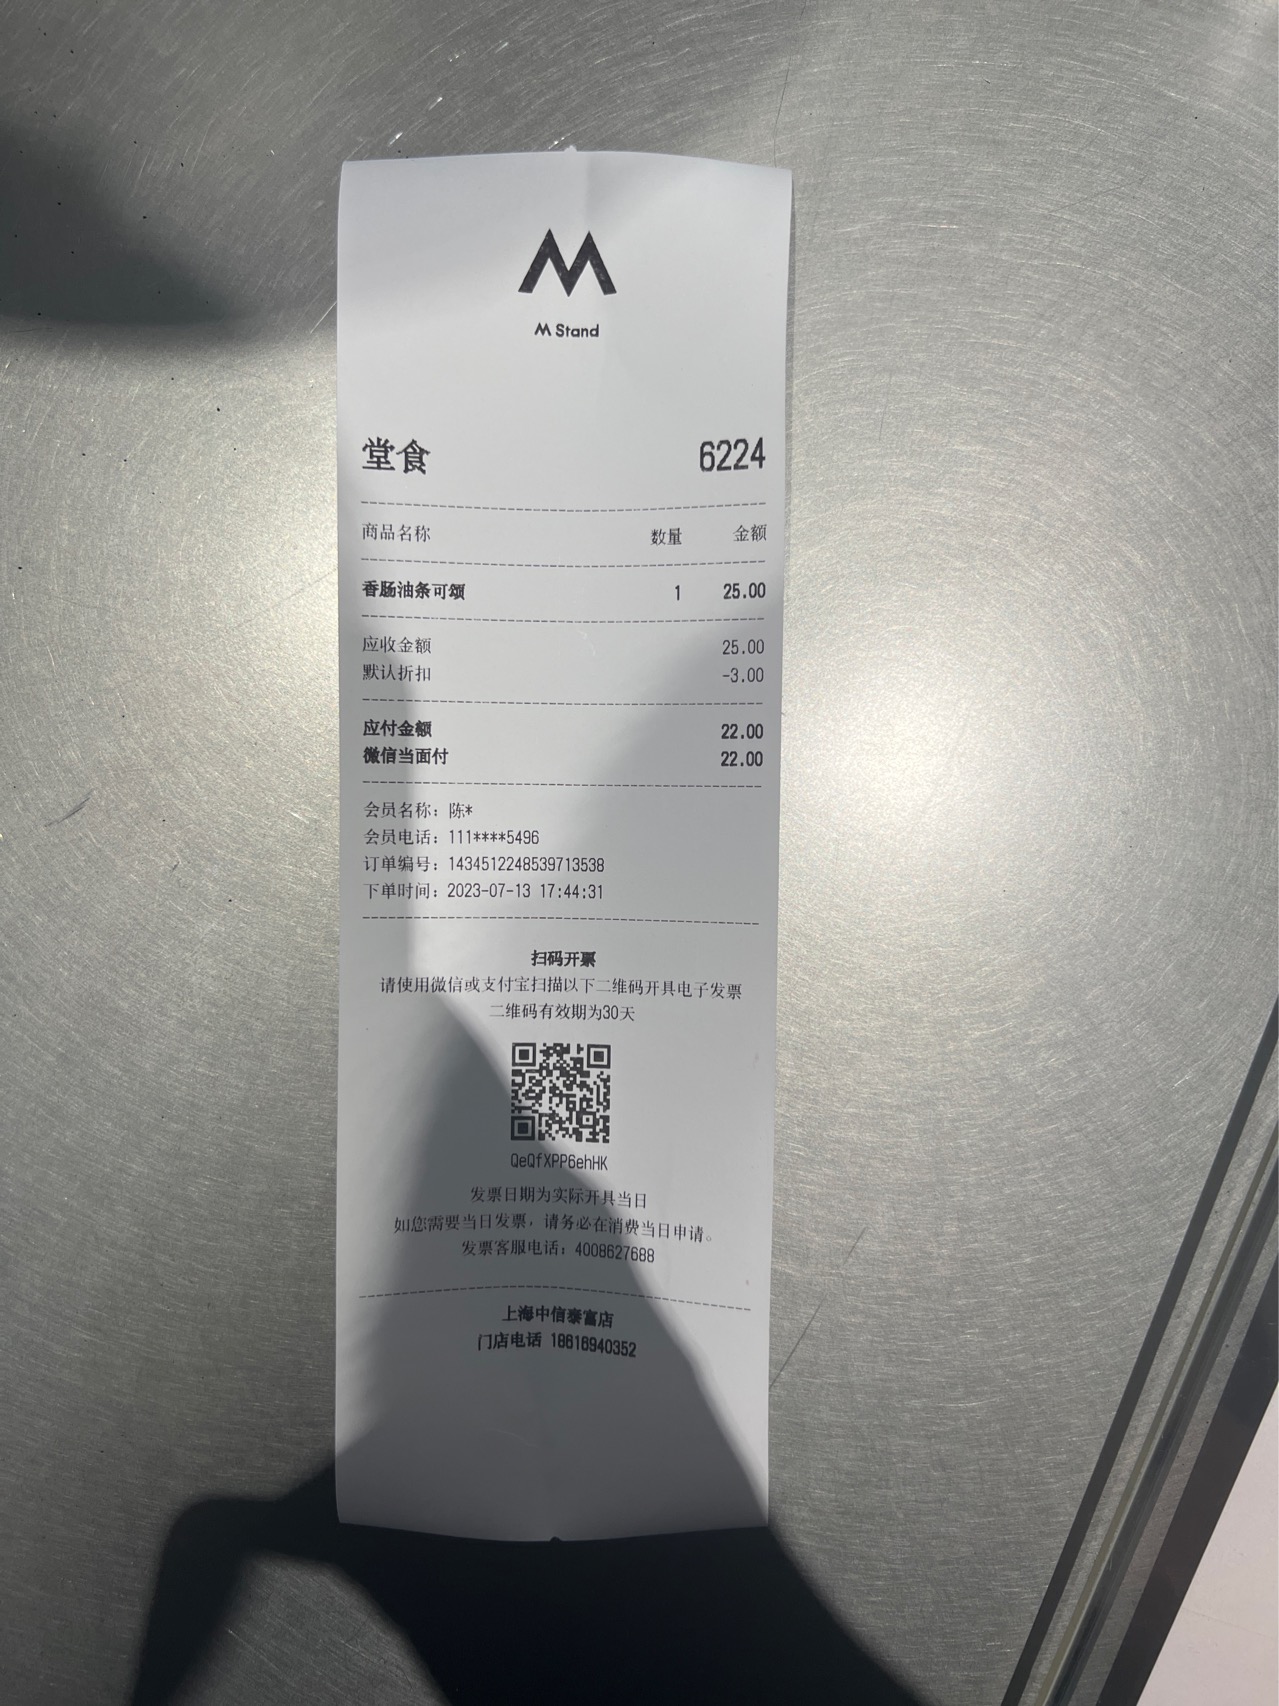 M Stand
堂食 6224
商品名称 数量 金额
香肠油条可颂 1 25.00
应收金额 25.00
默认折扣 -3.00
应付金额 22.00
微信当面付 22.00
会员名称：陈*
会员电话：111****5496
订单编号：1434512248539713538
下单时间：2023-07-13 17:44:31
扫码开票
请使用微信或支付宝扫描以下二维码开具电子发票
二维码有效期为30天
QeQfXPP6ehHK
发票日期为实际开具当日
如您需要当日发票，请务必在消费当日申请。
发票客服电话：4008627688
上海中信泰富店
门店电话 18616940352